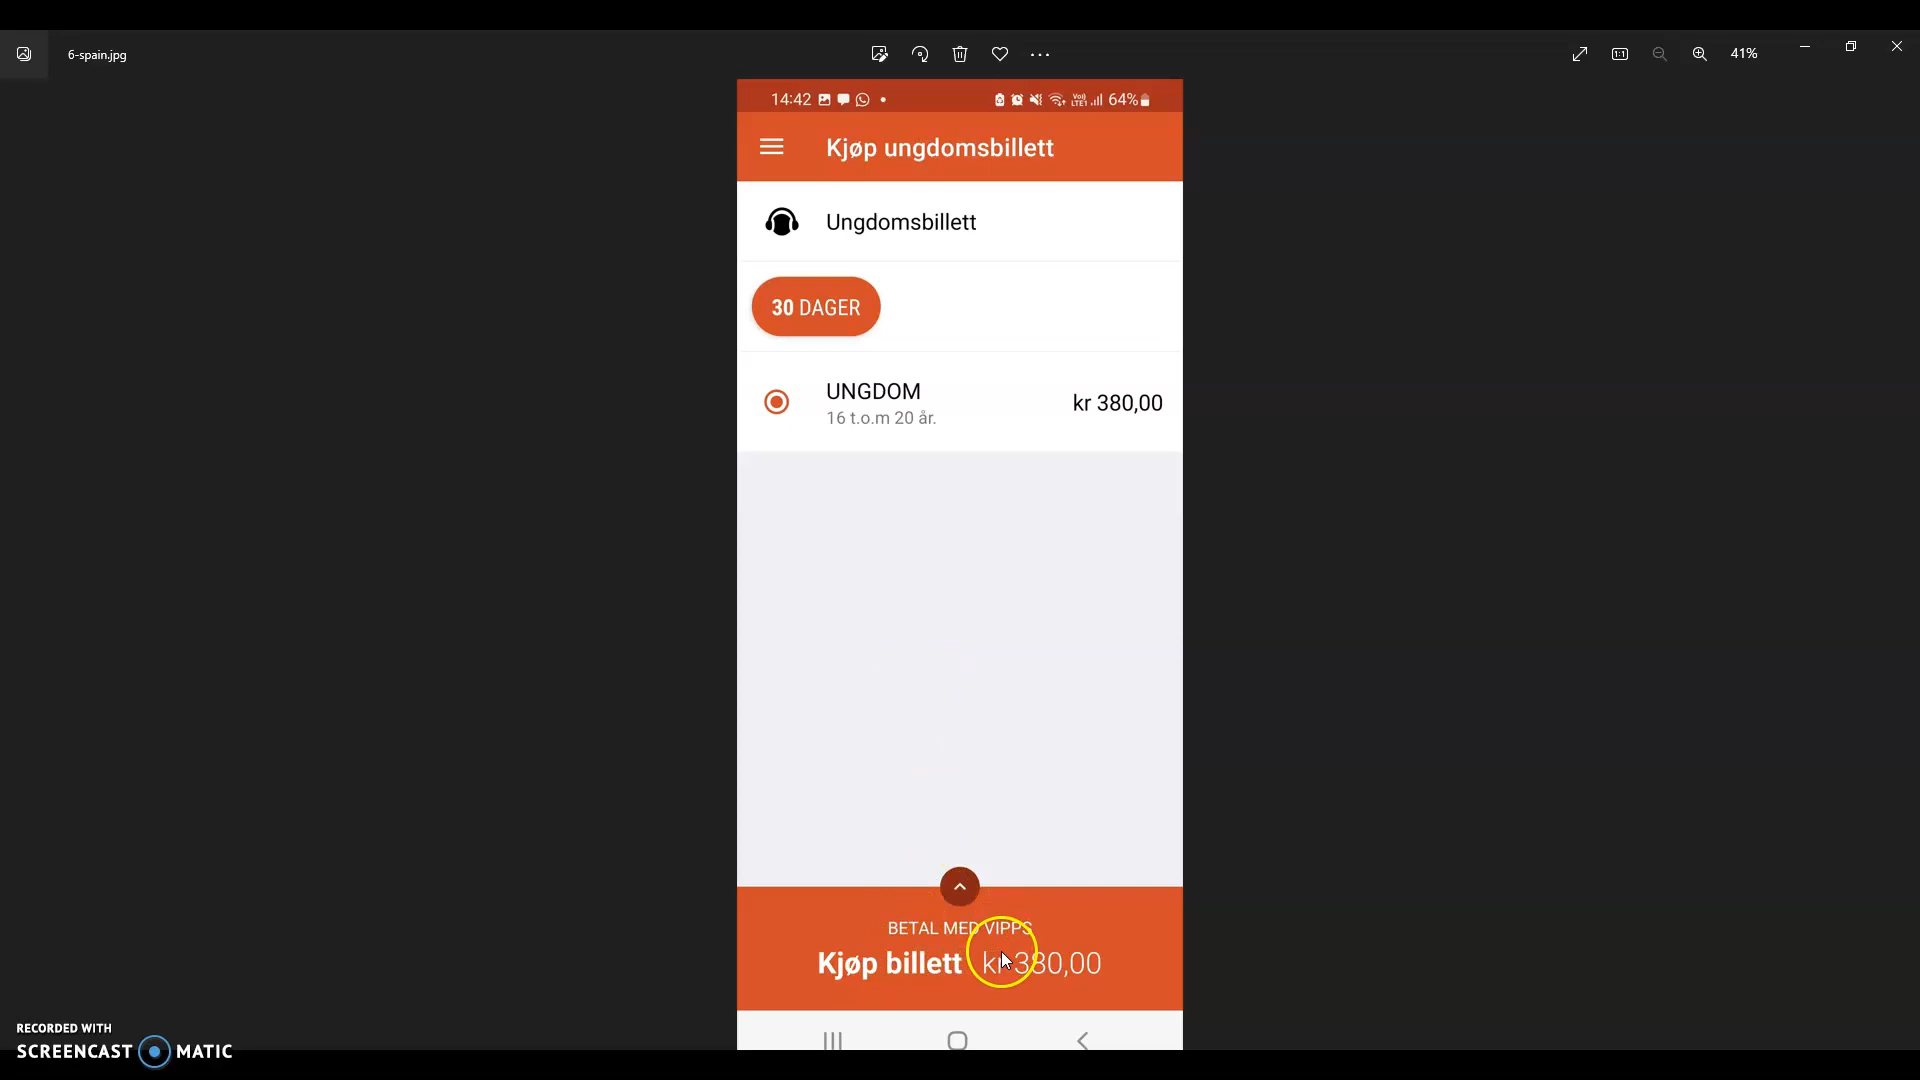 6-spain.jpg
41%
14:42
64%
Kjøp ungdomsbillett
Ungdomsbillett
30 DAGER
UNGDOM
16 t.o.m 20 år.
kr 380,00
BETAL MED VIPPS
Kjøp billett kr 380,00
RECORDED WITH
SCREENCAST MATIC